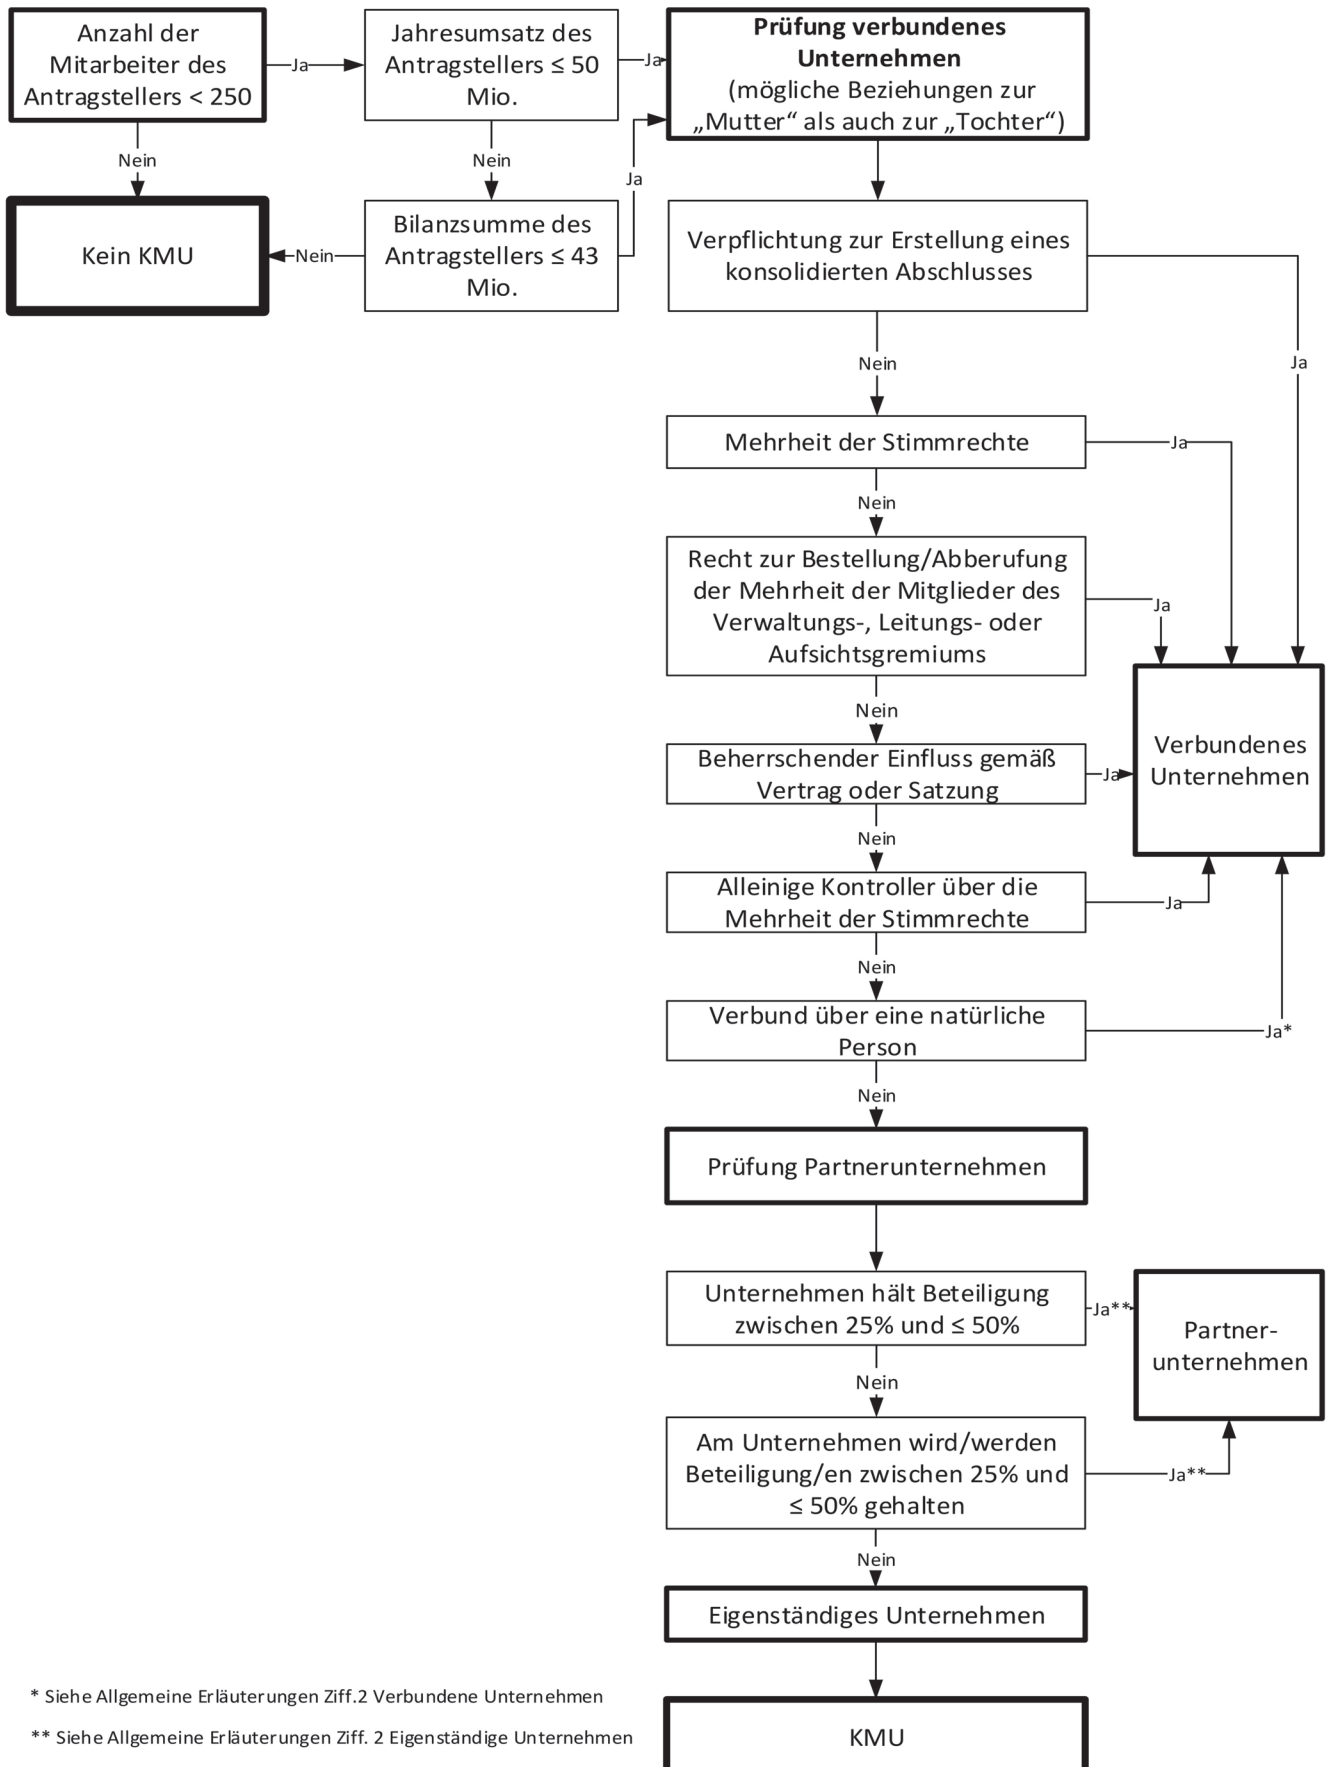 Anzahl der
Mitarbeiter des
Antragstellers < 250
Ja
Jahresumsatz des
Antragstellers ≤ 50
Mio.
Ja
Prüfung verbundenes
Unternehmen
(mögliche Beziehungen zur
„Mutter“ als auch zur „Tochter“)
Nein
Nein
Ja
Kein KMU
Nein
Bilanzsumme des
Antragstellers ≤ 43
Mio.
Verpflichtung zur Erstellung eines
konsolidierten Abschlusses
Nein
Ja
Mehrheit der Stimmrechte
Ja
Nein
Recht zur Bestellung/Abberufung
der Mehrheit der Mitglieder des
Verwaltungs-, Leitungs- oder
Aufsichtsgremiums
Ja
Nein
Beherrschender Einfluss gemäß
Vertrag oder Satzung
Ja
Verbundenes
Unternehmen
Nein
Alleinige Kontroller über die
Mehrheit der Stimmrechte
Ja
Nein
Verbund über eine natürliche
Person
Ja*
Nein
Prüfung Partnerunternehmen
Unternehmen hält Beteiligung
zwischen 25% und ≤ 50%
Ja**
Partner-
unternehmen
Nein
Am Unternehmen wird/werden
Beteiligung/en zwischen 25% und
≤ 50% gehalten
Ja**
Nein
Eigenständiges Unternehmen
* Siehe Allgemeine Erläuterungen Ziff.2 Verbundene Unternehmen
** Siehe Allgemeine Erläuterungen Ziff. 2 Eigenständige Unternehmen
KMU